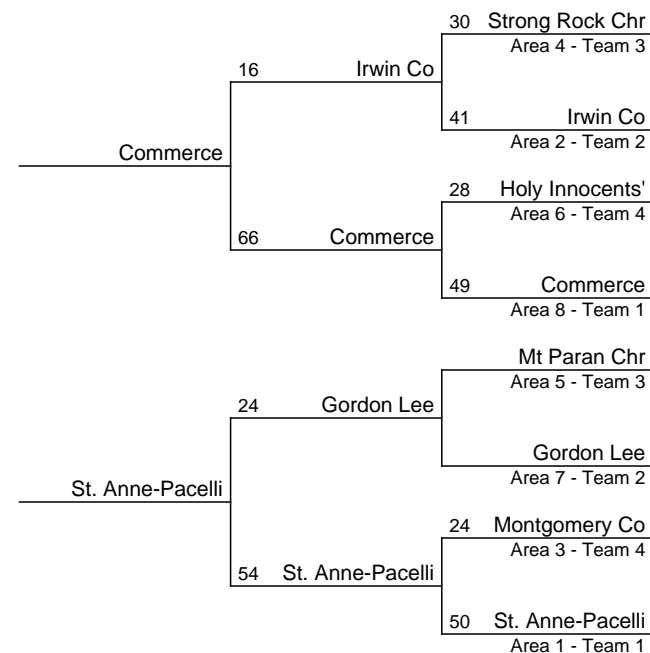 30 Strong Rock Chr
Area 4 - Team 3
16 Irwin Co
41 Irwin Co
Area 2 - Team 2
Commerce
28 Holy Innocents'
Area 6 - Team 4
66 Commerce
49 Commerce
Area 8 - Team 1
Mt Paran Chr
Area 5 - Team 3
24 Gordon Lee
Gordon Lee
Area 7 - Team 2
St. Anne-Pacelli
24 Montgomery Co
Area 3 - Team 4
54 St. Anne-Pacelli
50 St. Anne-Pacelli
Area 1 - Team 1